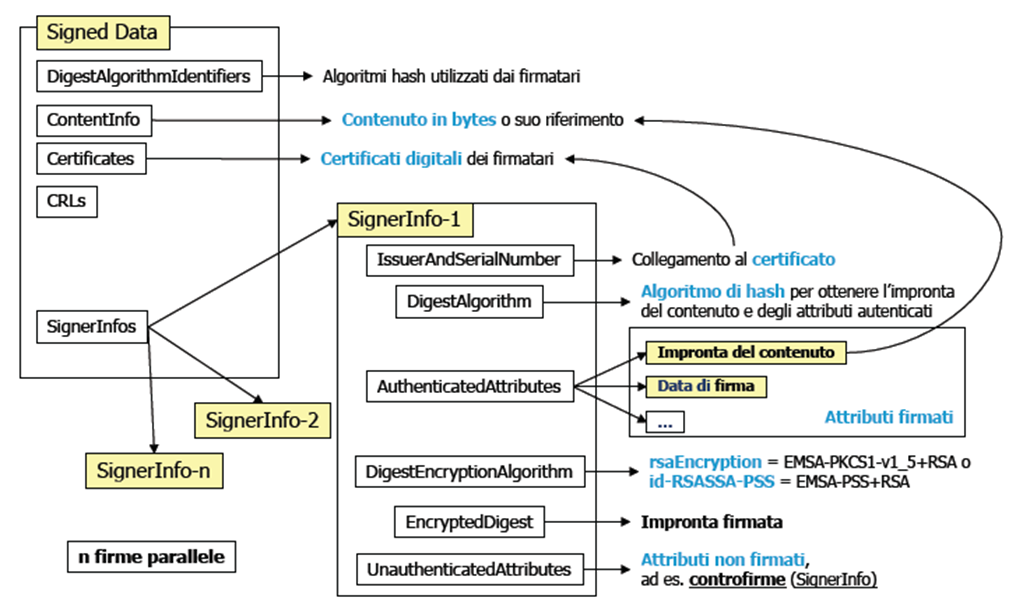 Signed Data
DigestAlgorithmIdentifiers
Algoritmi hash utilizzati dai firmatari
ContentInfo
Contenuto in bytes o suo riferimento
Certificates
Certificati digitali dei firmatari
CRLs
SignerInfos
SignerInfo-1
IssuerAndSerialNumber
Collegamento al certificato
DigestAlgorithm
Algoritmo di hash per ottenere l'impronta
del contenuto e degli attributi autenticati
AuthenticatedAttributes
Impronta del contenuto
Data di firma
...
Attributi firmati
SignerInfo-2
SignerInfo-n
DigestEncryptionAlgorithm
rsaEncryption = EMSA-PKCS1-v1_5+RSA o
id-RSASSA-PSS = EMSA-PSS+RSA
EncryptedDigest
Impronta firmata
UnauthenticatedAttributes
Attributi non firmati,
ad es. controfirme (SignerInfo)
n firme parallele